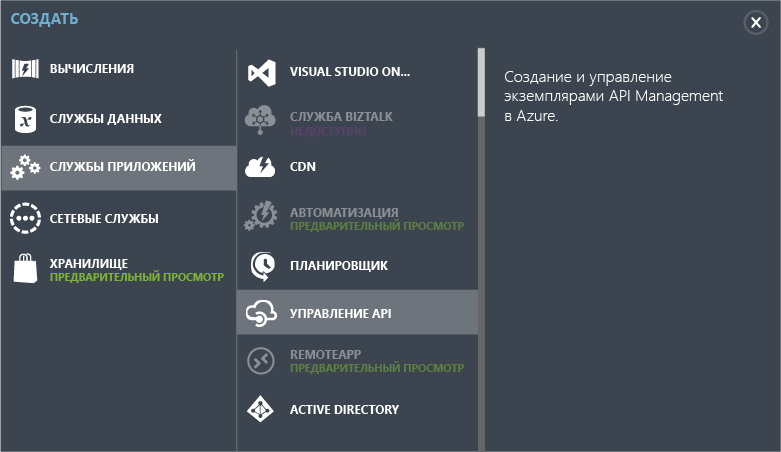 СОЗДАТЬ
ВЫЧИСЛЕНИЯ
СЛУЖБЫ ДАННЫХ
СЛУЖБЫ ПРИЛОЖЕНИЙ
СЕТЕВЫЕ СЛУЖБЫ
ХРАНИЛИЩЕ
ПРЕДВАРИТЕЛЬНЫЙ ПРОСМОТР
VISUAL STUDIO ON...
СЛУЖБА BIZTALK
НЕДОСТУПНО
CDN
АВТОМАТИЗАЦИЯ
ПРЕДВАРИТЕЛЬНЫЙ ПРОСМОТР
ПЛАНИРОВЩИК
УПРАВЛЕНИЕ API
REMOTEAPP
ПРЕДВАРИТЕЛЬНЫЙ ПРОСМОТР
ACTIVE DIRECTORY
Создание и управление
экземплярами API Management
в Azure.